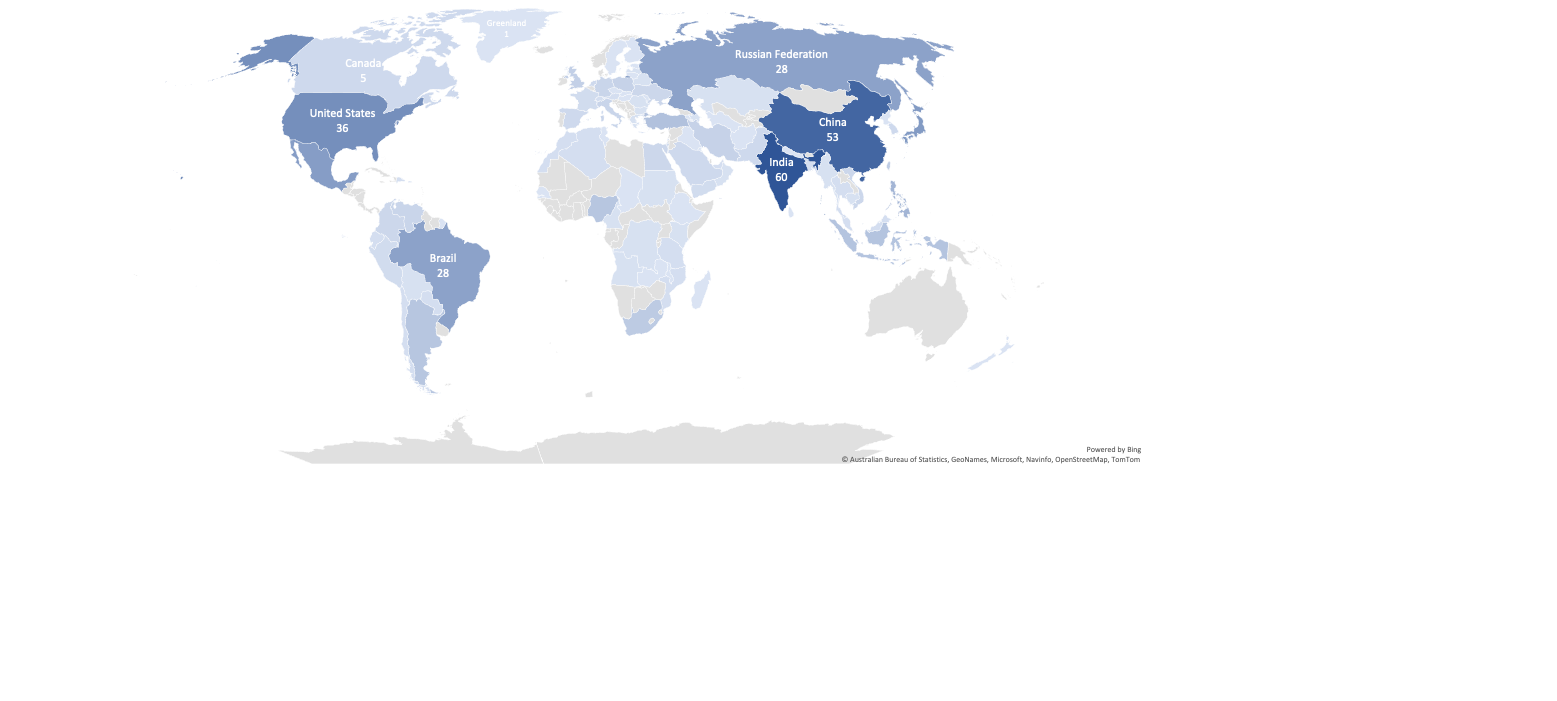 Greenland
1
Russian Federation
28
Canada
5
United States
36
China
53
India
60
Brazil
28
Powered by Bing
© Australian Bureau of Statistics, GeoNames, Microsoft, Navinfo, OpenStreetMap, TomTom